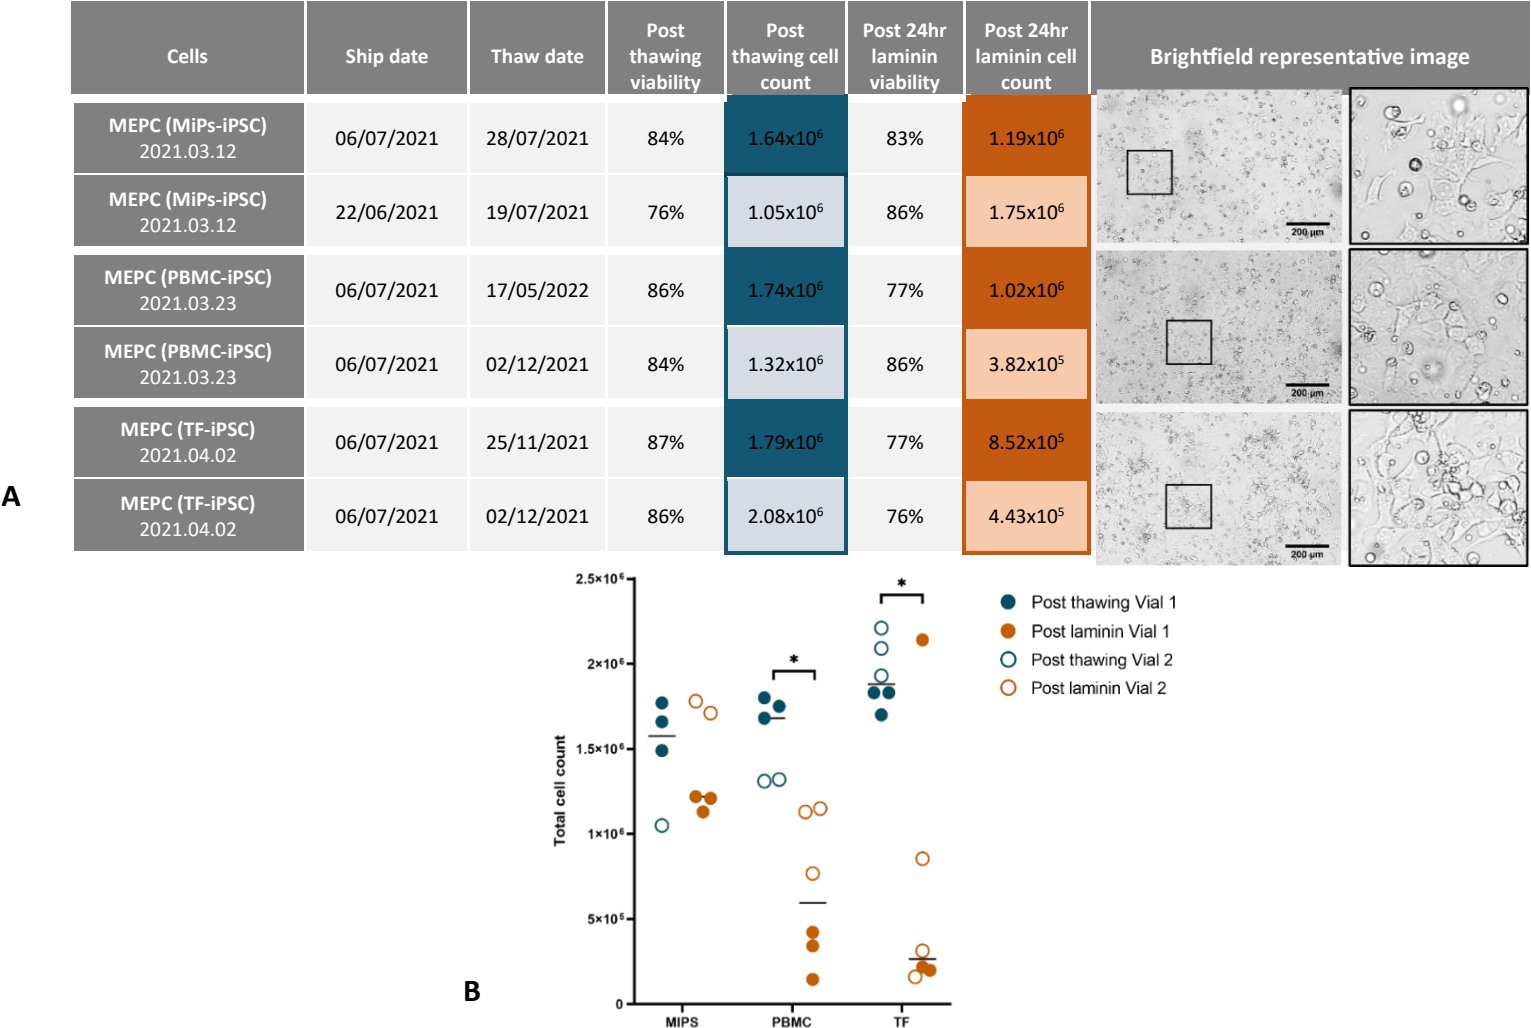 Cells
Ship date
Thaw date
Post
thawing
viability
Post
thawing cell
count
Post 24hr
laminin
viability
Post 24hr
laminin cell
count
Brightfield representative image
MEPC (MiPs-iPSC)
2021.03.12
06/07/2021
28/07/2021
84%
1.64x10⁶
83%
1.19x10⁶
MEPC (MiPs-iPSC)
2021.03.12
22/06/2021
19/07/2021
76%
1.05x10⁶
86%
1.75x10⁶
200 µm
MEPC (PBMC-iPSC)
2021.03.23
06/07/2021
17/05/2022
86%
1.74x10⁶
77%
1.02x10⁶
MEPC (PBMC-iPSC)
2021.03.23
06/07/2021
02/12/2021
84%
1.32x10⁶
86%
3.82x10⁵
200 µm
MEPC (TF-iPSC)
2021.04.02
06/07/2021
25/11/2021
87%
1.79x10⁶
77%
8.52x10⁵
MEPC (TF-iPSC)
2021.04.02
06/07/2021
02/12/2021
86%
2.08x10⁶
76%
4.43x10⁵
200 µm
A
2.5×10⁶
2×10⁶
1.5×10⁶
1×10⁶
5×10⁵
0
Total cell count
*
*
MIPS
PBMC
TF
Post thawing Vial 1
Post laminin Vial 1
Post thawing Vial 2
Post laminin Vial 2
B